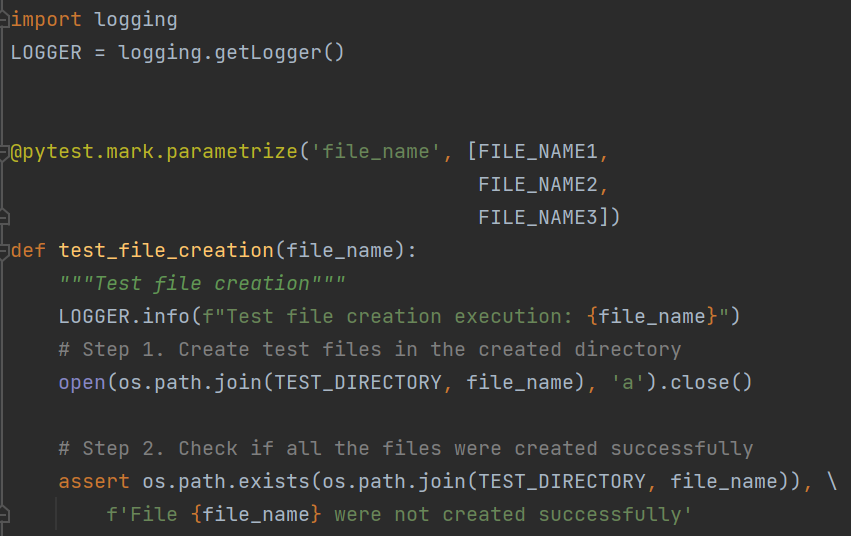 import logging
LOGGER = logging.getLogger()
@pytest.mark.parametrize('file_name', [FILE_NAME1,
FILE_NAME2,
FILE_NAME3])
def test_file_creation(file_name):
"""Test file creation"""
LOGGER.info(f"Test file creation execution: {file_name}")
# Step 1. Create test files in the created directory
open(os.path.join(TEST_DIRECTORY, file_name), 'a').close()
# Step 2. Check if all the files were created successfully
assert os.path.exists(os.path.join(TEST_DIRECTORY, file_name)), \
f'File {file_name} were not created successfully'